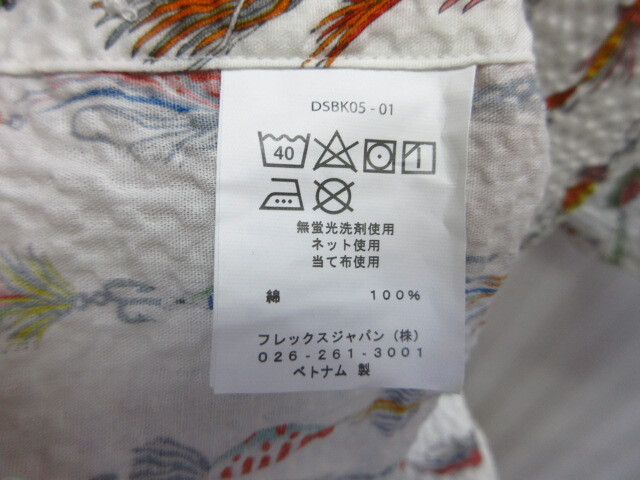 DSBK05-01
40
無蛍光洗剤使用
ネット使用
当て布使用
綿 100%
フレックスジャパン(株)
026-261-3001
ベトナム 製